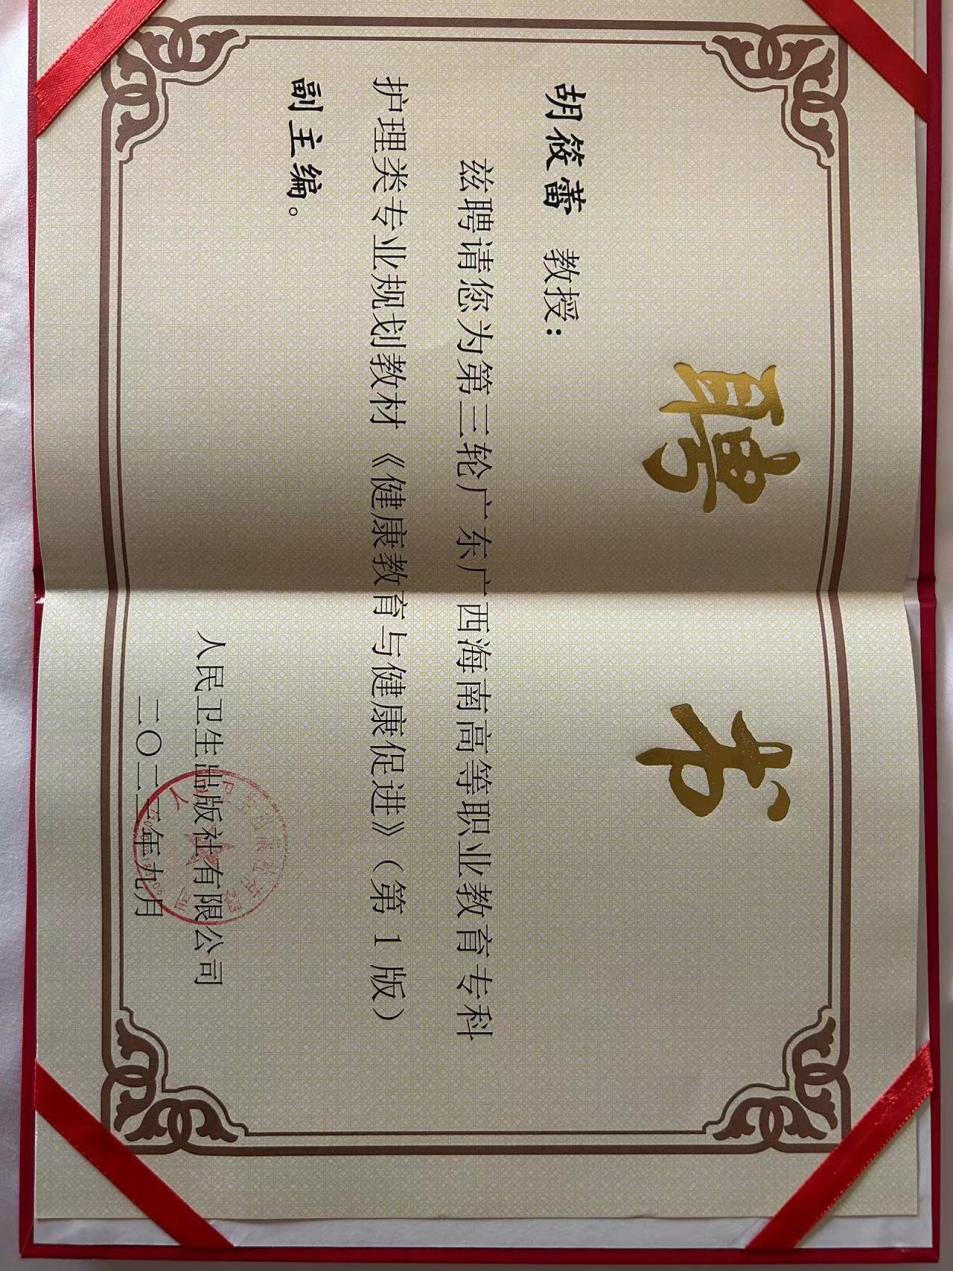 聘书
胡筱蕾 教授：
兹聘请您为第三轮广东广西海南高等职业教育专科
护理类专业规划教材《健康教育与健康促进》（第1版）
副主编。
人民卫生出版社有限公司
二〇二三年九月